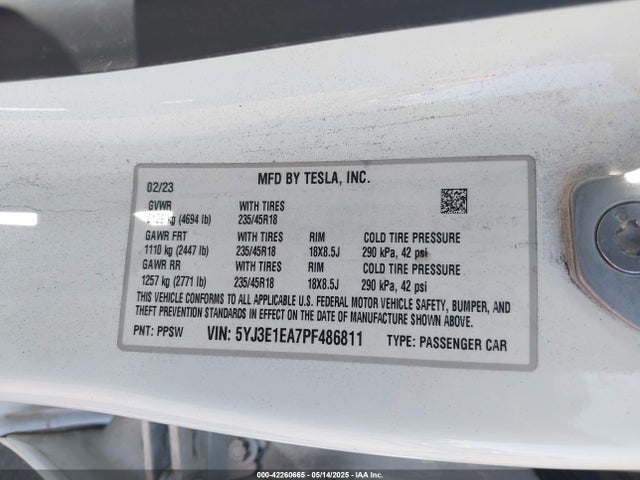 02/23 MFD BY TESLA, INC.
GVWR WITH TIRES
kg (4694 lb) 235/45R18
GAWR FRT WITH TIRES RIM COLD TIRE PRESSURE
1110 kg (2447 lb) 235/45R18 18X8.5J 290 kPa, 42 psi
GAWR RR WITH TIRES RIM COLD TIRE PRESSURE
1257 kg (2771 lb) 235/45R18 18X8.5J 290 kPa, 42 psi
THIS VEHICLE CONFORMS TO ALL APPLICABLE U.S. FEDERAL MOTOR VEHICLE SAFETY, BUMPER, AND
THEFT PREVENTION STANDARDS IN EFFECT ON THE DATE OF MANUFACTURE SHOWN ABOVE.
PNT: PPSW VIN: 5YJ3E1EA7PF486811 TYPE: PASSENGER CAR
000-42260665 - 05/14/2025 - IAA Inc.